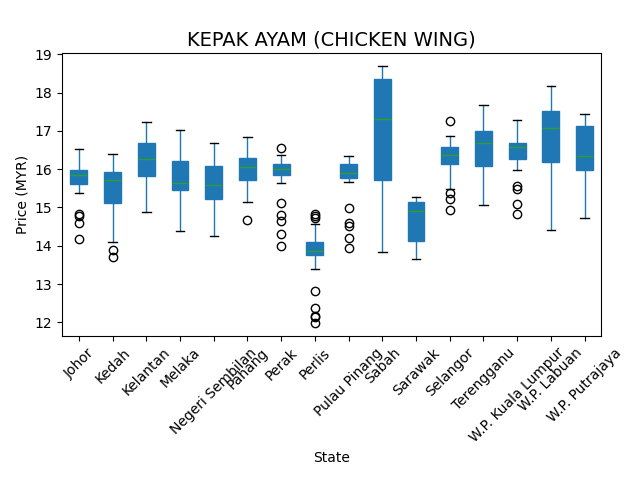 KEPAK AYAM (CHICKEN WING)
19
18
17
16
15
14
13
12
Price (MYR)
Johor
Kedah
Kelantan
Melaka
Negeri Sembilan
Pahang
Perak
Perlis
Pulau Pinang
Sabah
Sarawak
Selangor
Terengganu
W.P. Kuala Lumpur
W.P. Labuan
W.P. Putrajaya
State